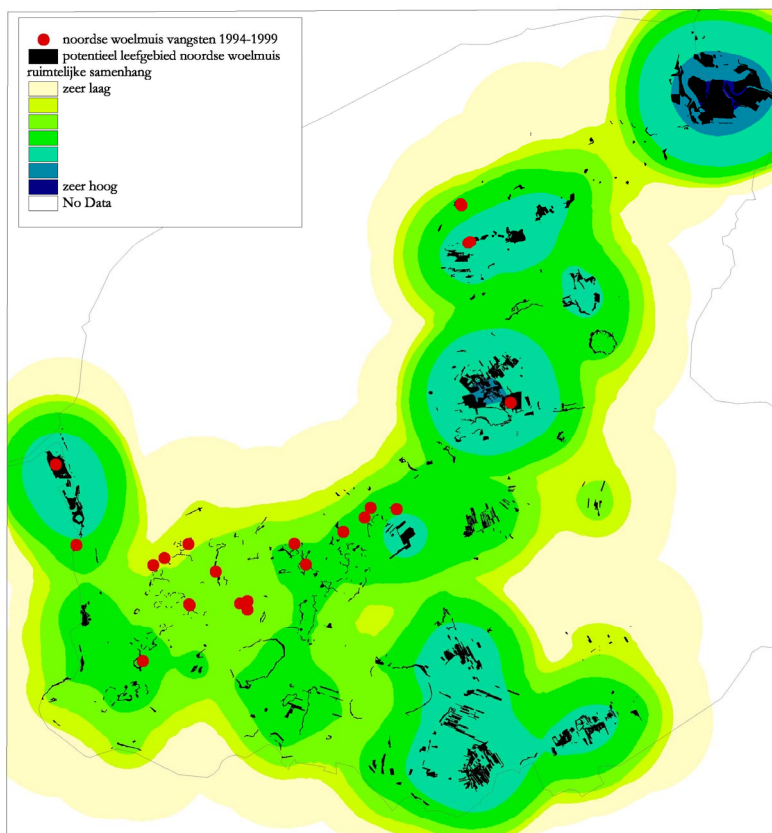 noordse woelmuis vangsten 1994-1999
potentieel leefgebied noordse woelmuis
ruimtelijke samenhang
zeer laag
zeer hoog
No Data